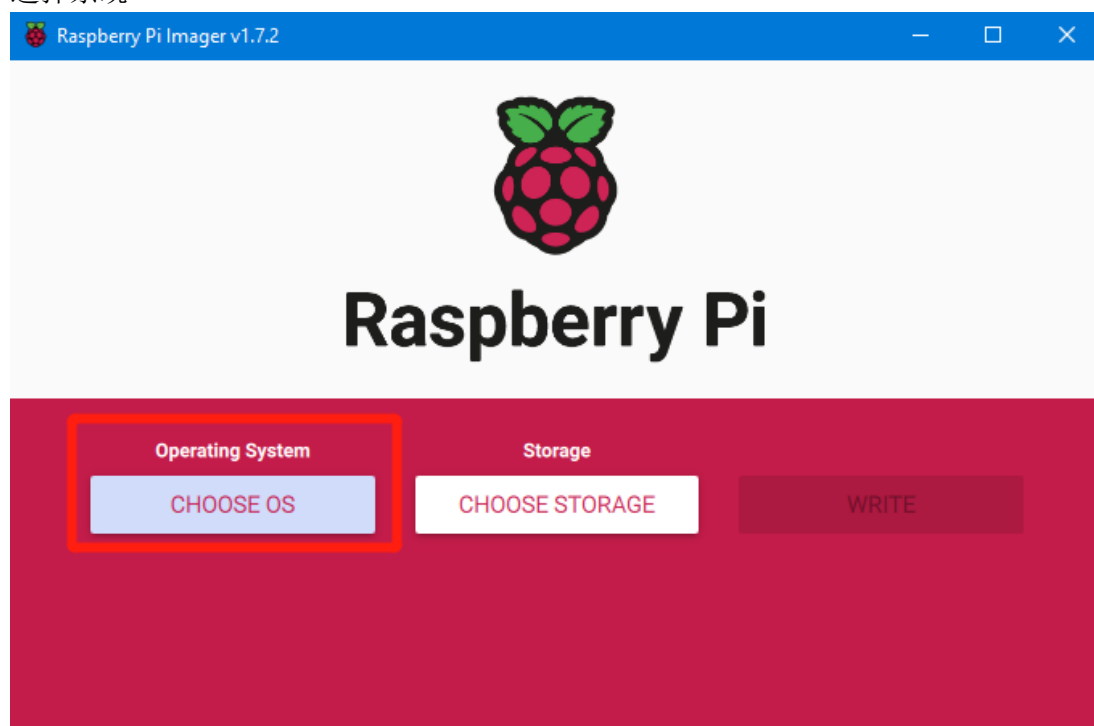 Raspberry Pi Imager v1.7.2
Raspberry Pi
Operating System
Storage
CHOOSE OS
CHOOSE STORAGE
WRITE